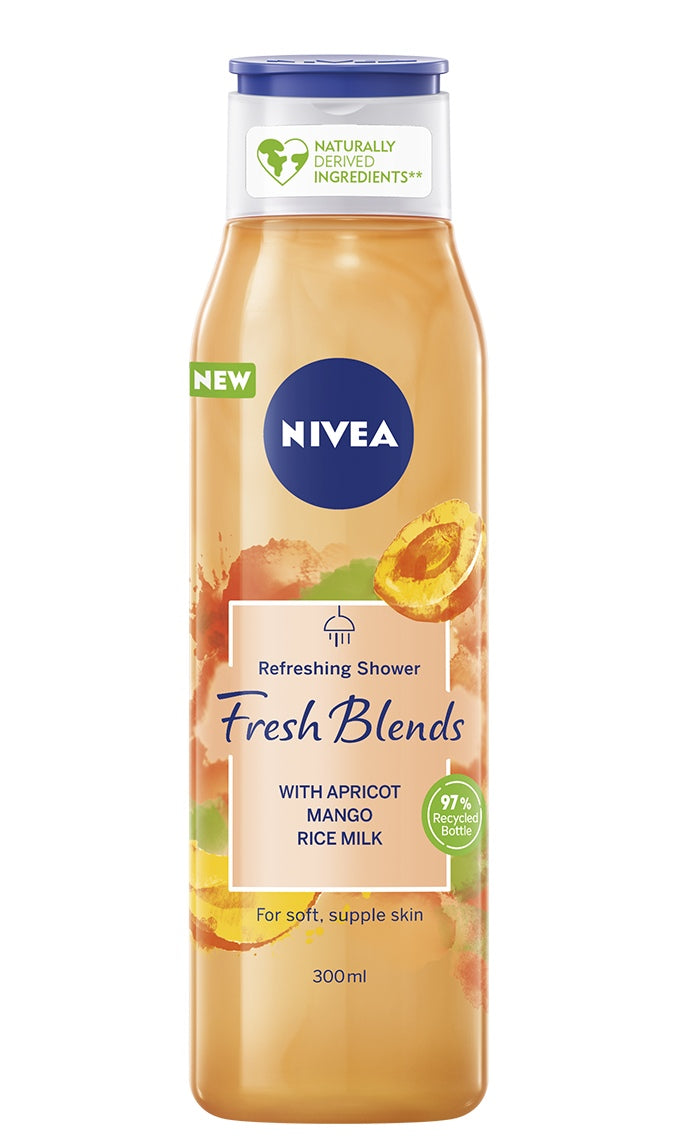 NATURALLY
DERIVED
INGREDIENTS**
NEW
NIVEA
Refreshing Shower
Fresh Blends
WITH APRICOT
MANGO
RICE MILK
97%
Recycled
Bottle
For soft, supple skin
300ml